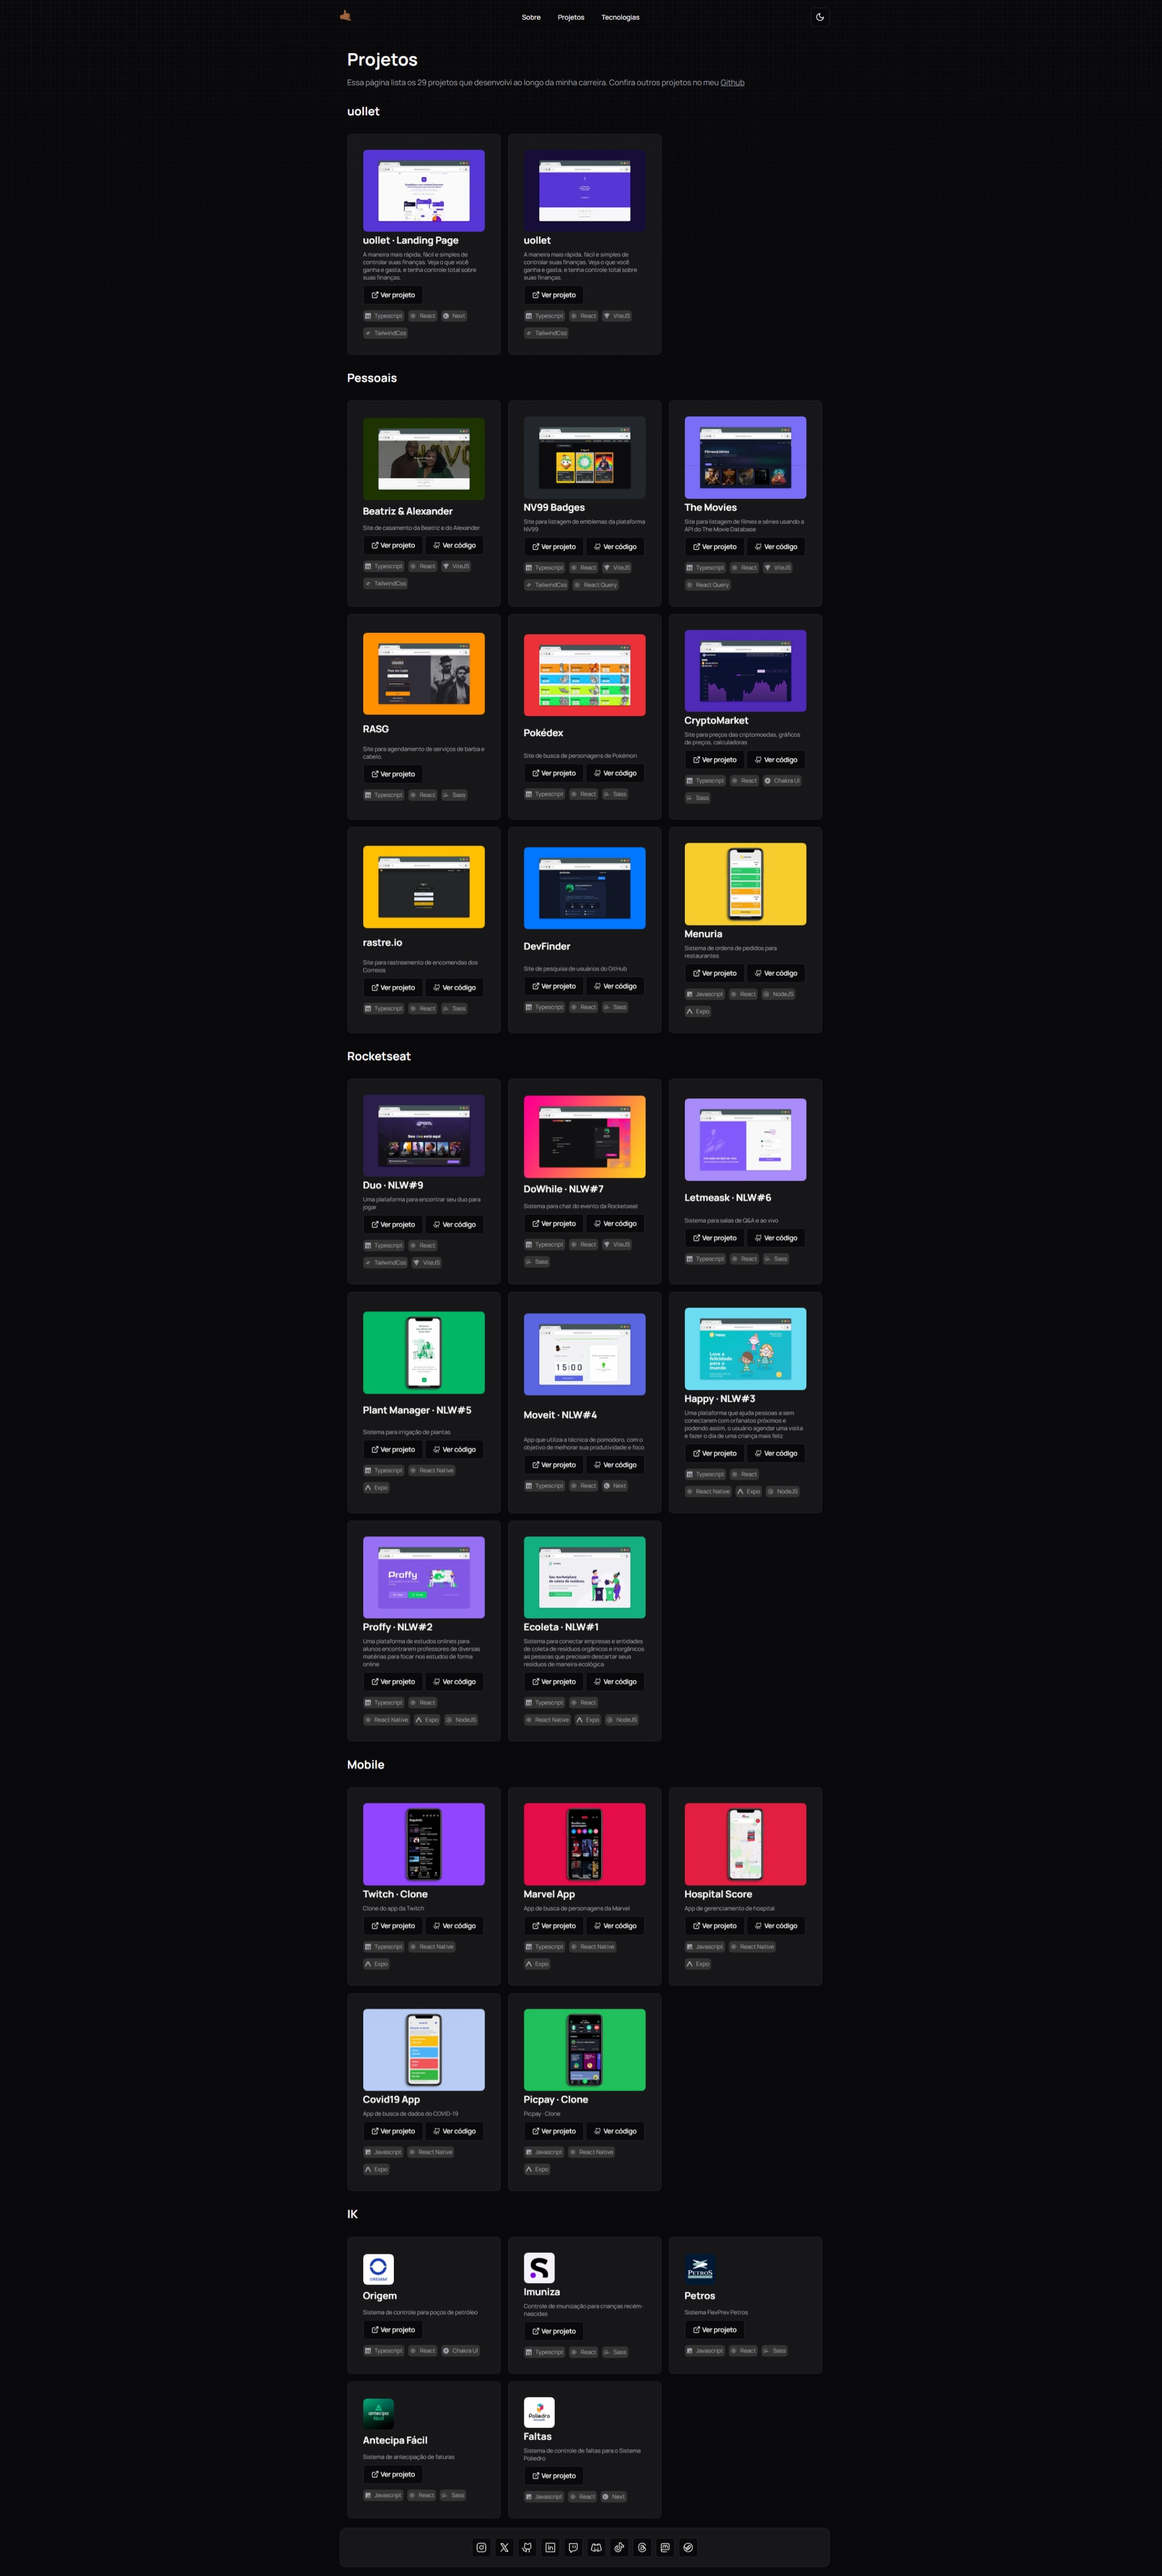 Sobre Projetos Tecnologias
Projetos
Essa página lista os 29 projetos que desenvolvi ao longo da minha carreira. Confira outros projetos no meu Github
uollet
uollet · Landing Page
A maneira mais rápida, fácil e simples de
controlar suas finanças. Veja o que você
ganha e gasta, e tenha controle total sobre
suas finanças.
Ver projeto
Typescript React Next
TailwindCss
uollet
A maneira mais rápida, fácil e simples de
controlar suas finanças. Veja o que você
ganha e gasta, e tenha controle total sobre
suas finanças.
Ver projeto
Typescript React ViteJS
TailwindCss
Pessoais
Beatriz & Alexander
Site de casamento da Beatriz e do Alexander
Ver projeto Ver código
Typescript React ViteJS
TailwindCss
NV99 Badges
Site para listagem de emblemas da plataforma
NV99
Ver projeto Ver código
Typescript React ViteJS
TailwindCss React Query
The Movies
Site para listagem de filmes e séries usando a
API do The Movie Database
Ver projeto Ver código
Typescript React ViteJS
React Query
RASG
Site para agendamento de serviços de barba e
cabelo.
Ver projeto
Typescript React Sass
Pokédex
Site de busca de personagens de Pokémon
Ver projeto Ver código
Typescript React Sass
CryptoMarket
Site para preços das criptomoedas, gráficos
de preços, calculadoras
Ver projeto Ver código
Typescript React Chakra UI
Sass
rastre.io
Site para rastreamento de encomendas dos
Correios
Ver projeto Ver código
Typescript React Sass
DevFinder
Site de pesquisa de usuários do GitHub
Ver projeto Ver código
Typescript React Sass
Menuria
Sistema de ordens de pedidos para
restaurantes
Ver projeto Ver código
Javascript React NodeJS
Expo
Rocketseat
Duo · NLW#9
Uma plataforma para encontrar seu duo para
jogar
Ver projeto Ver código
Typescript React
TailwindCss ViteJS
DoWhile · NLW#7
Sistema para chat do evento da Rocketseat
Ver projeto Ver código
Typescript React ViteJS
Sass
Letmeask · NLW#6
Sistema para salas de Q&A e ao vivo
Ver projeto Ver código
Typescript React Sass
Plant Manager · NLW#5
Sistema para irrigação de plantas
Ver projeto Ver código
Typescript React Native
Expo
15:00
Moveit · NLW#4
App que utiliza a técnica de pomodoro, com o
objetivo de melhorar sua produtividade e foco
Ver projeto Ver código
Typescript React Next
Leve a
felicidade
para o
mundo
Happy · NLW#3
Uma plataforma que ajuda pessoas a sem
conectarem com orfanatos próximos e
podendo assim, o usuário agendar uma visita
e fazer o dia de uma criança mais feliz
Ver projeto Ver código
Typescript React
React Native Expo NodeJS
Proffy
Proffy · NLW#2
Uma plataforma de estudos onlines para
alunos encontrarem professores de diversas
matérias para focar nos estudos de forma
online
Ver projeto Ver código
Typescript React
React Native Expo NodeJS
Seu marketplace
de coleta de resíduos.
Ecoleta · NLW#1
Sistema para conectar empresas e entidades
de coleta de resíduos orgânicos e inorgânicos
as pessoas que precisam descartar seus
resíduos de maneira ecológica
Ver projeto Ver código
Typescript React
React Native Expo NodeJS
Mobile
Twitch · Clone
Clone do app da Twitch
Ver projeto Ver código
Typescript React Native
Expo
Marvel App
App de busca de personagens da Marvel
Ver projeto Ver código
Typescript React Native
Expo
Hospital Score
App de gerenciamento de hospital
Ver projeto Ver código
Javascript React Native
Expo
Covid19 App
App de busca de dados do COVID-19
Ver projeto Ver código
Javascript React Native
Expo
Picpay · Clone
Picpay · Clone
Ver projeto Ver código
Javascript React Native
Expo
IK
ORIGEM
Origem
Sistema de controle para poços de petróleo
Ver projeto
Typescript React Chakra UI
Imuniza
Controle de imunização para crianças recém-
nascidas
Ver projeto
Typescript React Sass
PETROS
Petros
Sistema FlexPrev Petros
Ver projeto
Javascript React Sass
antecipa
fácil
Antecipa Fácil
Sistema de antecipação de faturas
Ver projeto
Javascript React Sass
Poliedro
Faltas
Sistema de controle de faltas para o Sistema
Poliedro
Ver projeto
Javascript React Next